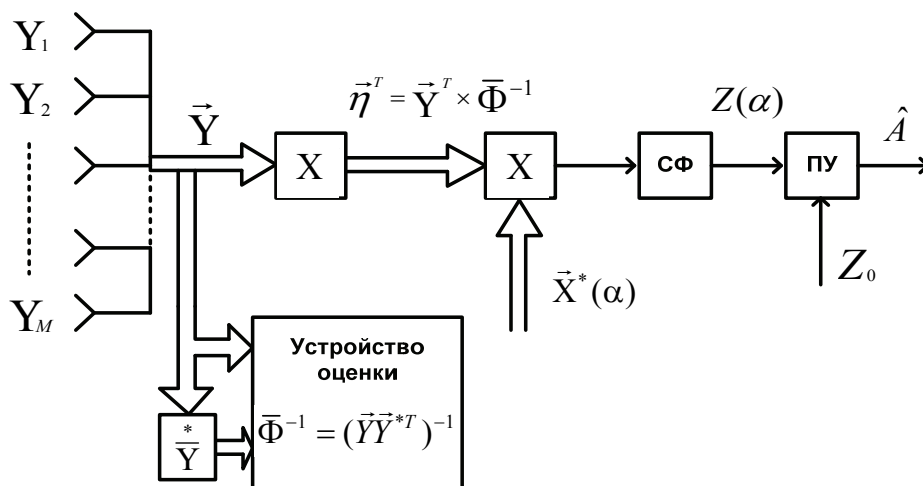 Y₁
Y₂
Y_M
Y⃗
X
η⃗ᵀ = Y⃗ᵀ × Φ̅⁻¹
X
X⃗*(α)
СФ
Z(α)
ПУ
Â
Z₀
Устройство
оценки
Φ̅⁻¹ = (Y⃗Y⃗*ᵀ)⁻¹
*
Y̅